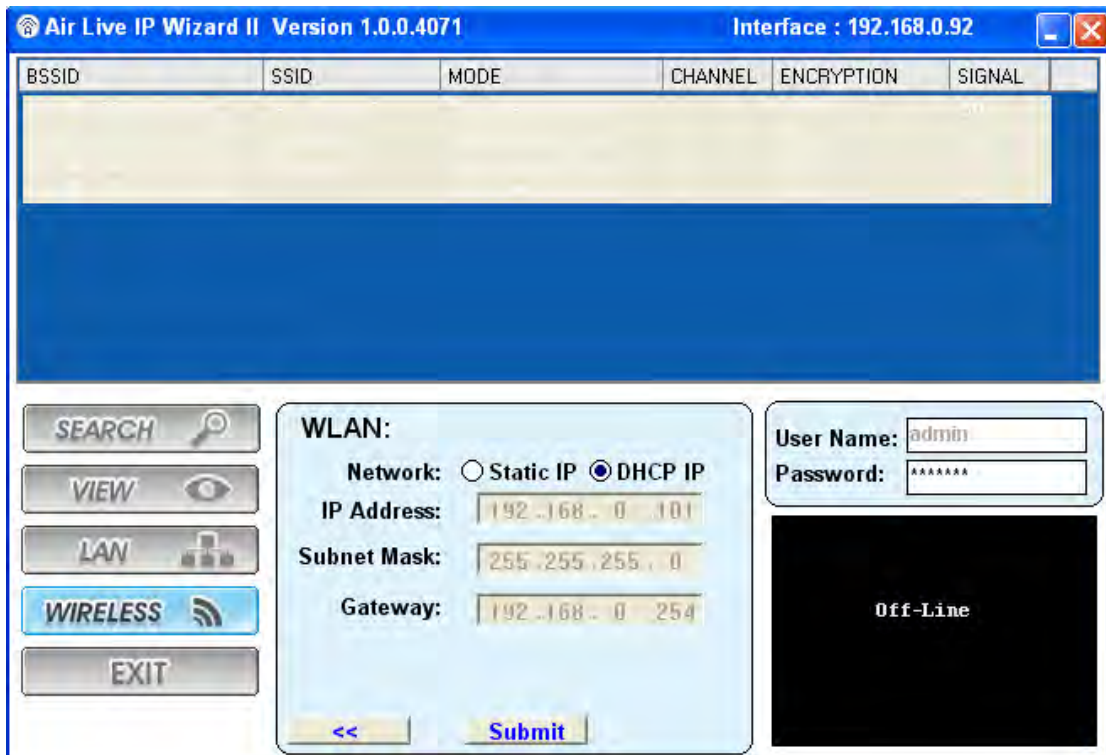 Air Live IP Wizard II Version 1.0.0.4071 Interface : 192.168.0.92
BSSID SSID MODE CHANNEL ENCRYPTION SIGNAL
SEARCH
VIEW
LAN
WIRELESS
EXIT
WLAN:
Network: Static IP DHCP IP
IP Address: 192 .168 . 0 . 101
Subnet Mask: 255 .255 .255 . 0
Gateway: 192 .168 . 0 . 254
<< Submit
User Name: admin
Password: *******
Off-Line